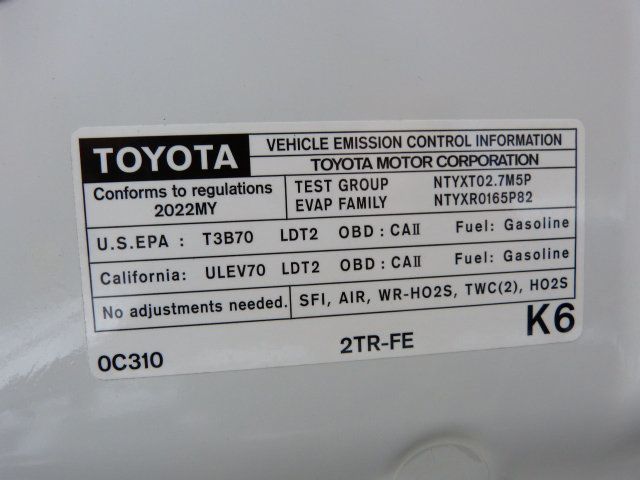 TOYOTA
VEHICLE EMISSION CONTROL INFORMATION
TOYOTA MOTOR CORPORATION
Conforms to regulations
2022MY
TEST GROUP NTYXT02.7M5P
EVAP FAMILY NTYXR0165P82
U.S.EPA : T3B70 LDT2 OBD : CAII Fuel: Gasoline
California: ULEV70 LDT2 OBD : CAII Fuel: Gasoline
No adjustments needed.
SFI, AIR, WR-HO2S, TWC(2), HO2S
0C310
2TR-FE
K6